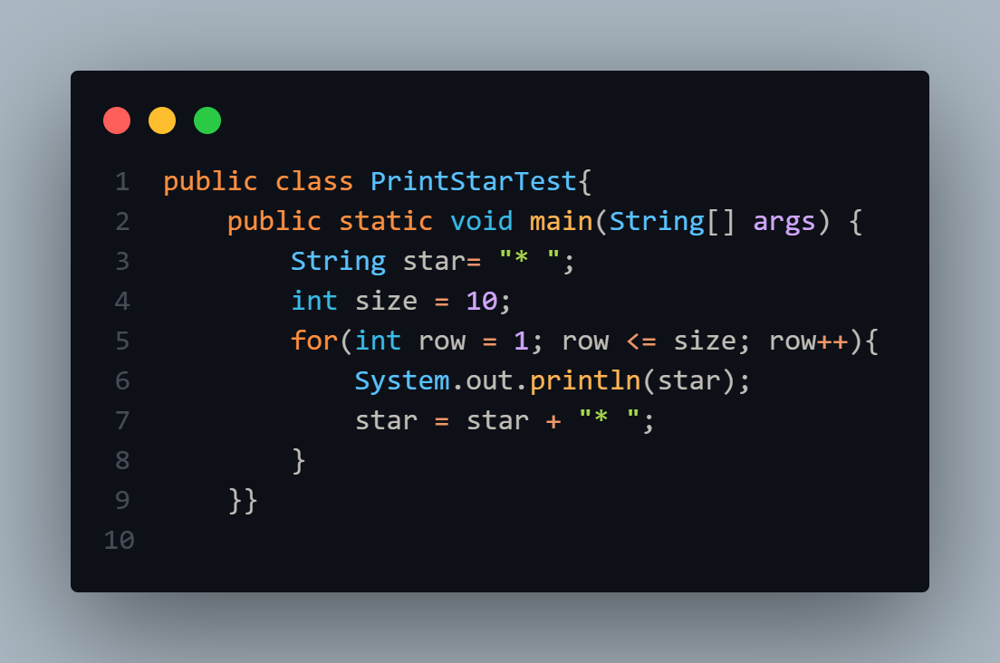 1 public class PrintStarTest{
2     public static void main(String[] args) {
3         String star= "* ";
4         int size = 10;
5         for(int row = 1; row <= size; row++){
6             System.out.println(star);
7             star = star + "* ";
8         }
9     }}
10